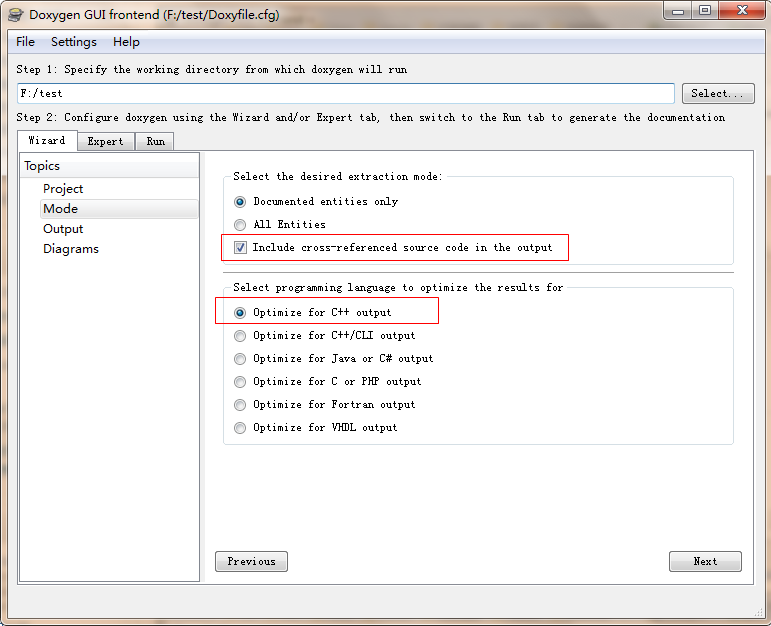 Doxygen GUI frontend (F:/test/Doxyfile.cfg)
File Settings Help
Step 1: Specify the working directory from which doxygen will run
F:/test
Select...
Step 2: Configure doxygen using the Wizard and/or Expert tab, then switch to the Run tab to generate the documentation
Wizard Expert Run
Topics
Project
Mode
Output
Diagrams
Select the desired extraction mode:
Documented entities only
All Entities
Include cross-referenced source code in the output
Select programming language to optimize the results for
Optimize for C++ output
Optimize for C++/CLI output
Optimize for Java or C# output
Optimize for C or PHP output
Optimize for Fortran output
Optimize for VHDL output
Previous
Next